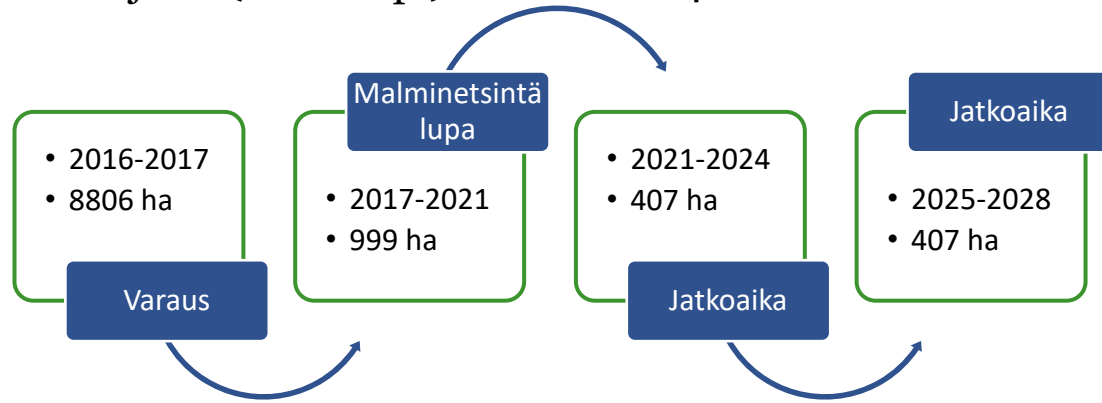 • 2016-2017
• 8806 ha
Varaus
Malminetsintä
lupa
• 2017-2021
• 999 ha
• 2021-2024
• 407 ha
Jatkoaika
Jatkoaika
• 2025-2028
• 407 ha